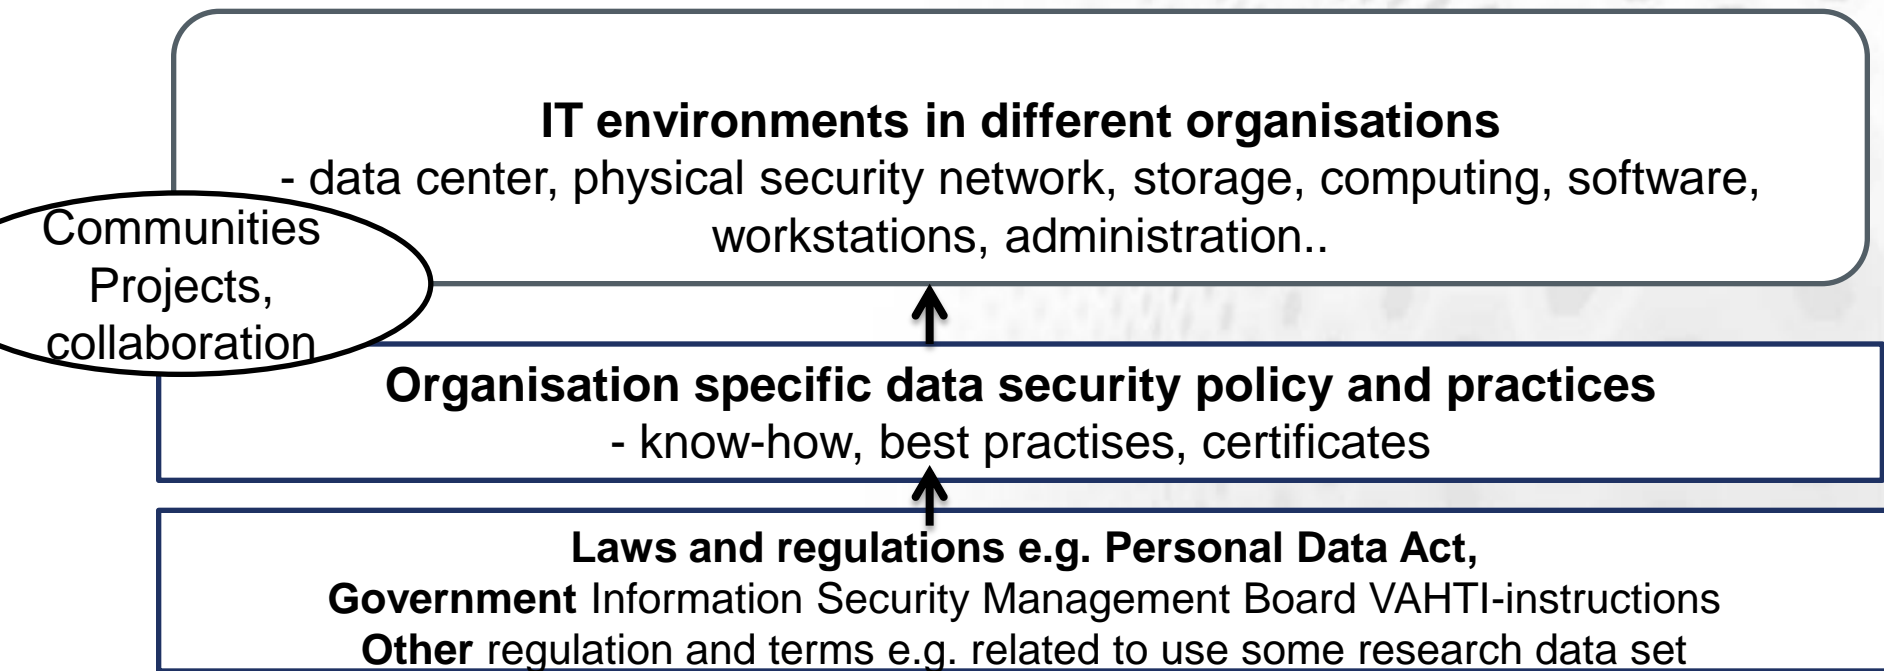 IT environments in different organisations
- data center, physical security network, storage, computing, software,
workstations, administration..
Communities
Projects,
collaboration
Organisation specific data security policy and practices
- know-how, best practises, certificates
Laws and regulations e.g. Personal Data Act,
Government Information Security Management Board VAHTI-instructions
Other regulation and terms e.g. related to use some research data set